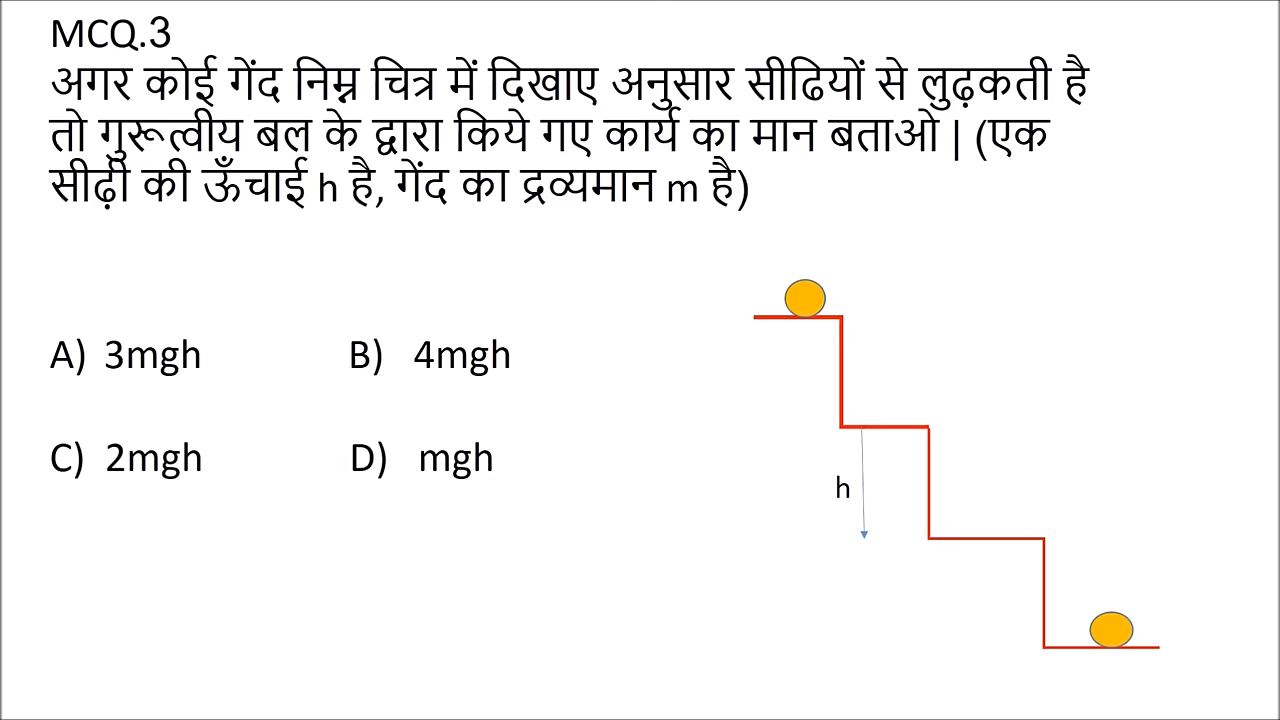 MCQ.3
अगर कोई गेंद निम्न चित्र में दिखाए अनुसार सीढियों से लुढ़कती है
तो गुरूत्वीय बल के द्वारा किये गए कार्य का मान बताओ | (एक
सीढ़ी की ऊँचाई h है, गेंद का द्रव्यमान m है)
A) 3mgh B) 4mgh
C) 2mgh D) mgh
h